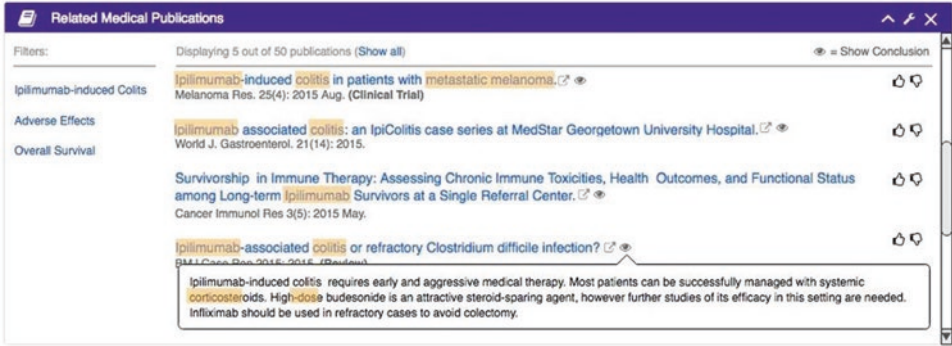 Related Medical Publications
Filters:
Displaying 5 out of 50 publications (Show all)
= Show Conclusion
Ipilimumab-induced Colits
Adverse Effects
Overall Survival
Ipilimumab-induced colitis in patients with metastatic melanoma.
Melanoma Res. 25(4): 2015 Aug. (Clinical Trial)
Ipilimumab associated colitis: an IpiColitis case series at MedStar Georgetown University Hospital.
World J. Gastroenterol. 21(14): 2015.
Survivorship in Immune Therapy: Assessing Chronic Immune Toxicities, Health Outcomes, and Functional Status
among Long-term Ipilimumab Survivors at a Single Referral Center.
Cancer Immunol Res 3(5): 2015 May.
Ipilimumab-associated colitis or refractory Clostridium difficile infection?
BMJ Case Rep 2015: 2015. (Review)
Ipilimumab-induced colitis requires early and aggressive medical therapy. Most patients can be successfully managed with systemic
corticosteroids. High-dose budesonide is an attractive steroid-sparing agent, however further studies of its efficacy in this setting are needed.
Infliximab should be used in refractory cases to avoid colectomy.